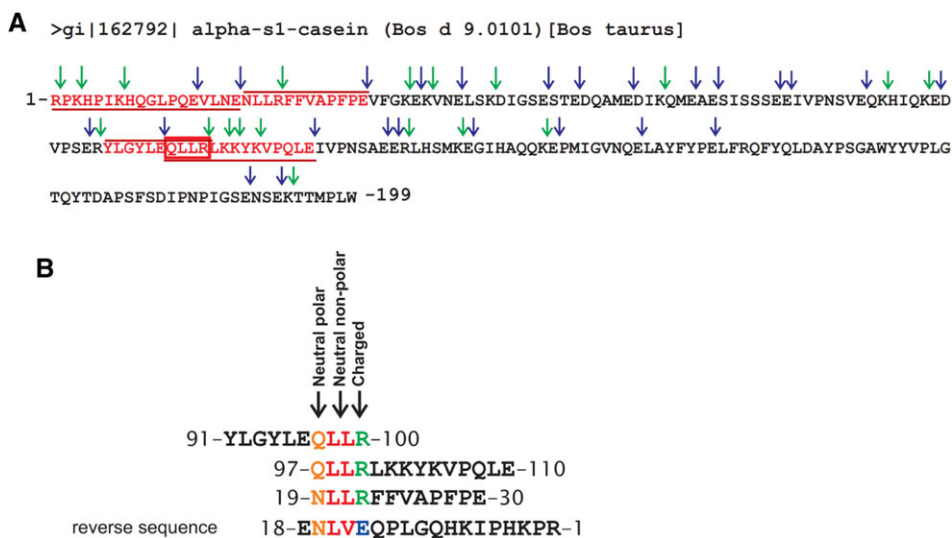 A
>gi|162792| alpha-s1-casein (Bos d 9.0101)[Bos taurus]
1-RPKHPIKHQGLPQEVLNENLLRFFVAPFPEVFGKEKVNELSKDIGSESTEDQAMEDIKQMEAESISSSEEIVPNSVEQKHIQKED
VPSERYLGYLEQLLRLKKYKVPQLEIVPNSAEERLHSMKEGIHAQQKEPMIGVNQELAYFYPELFRQFYQLDAYPSGAWYYVPLG
TQYTDAPSFSDIPNPIGSENSEKTTMPLW -199
B
Neutral polar
Neutral non-polar
Charged
91-YLGYLEQLLR-100
97-QLLRLKKYKVPQLE-110
19-NLLRFFVAPFPE-30
reverse sequence 18-ENLVEQPLGQHKIPHKPR-1